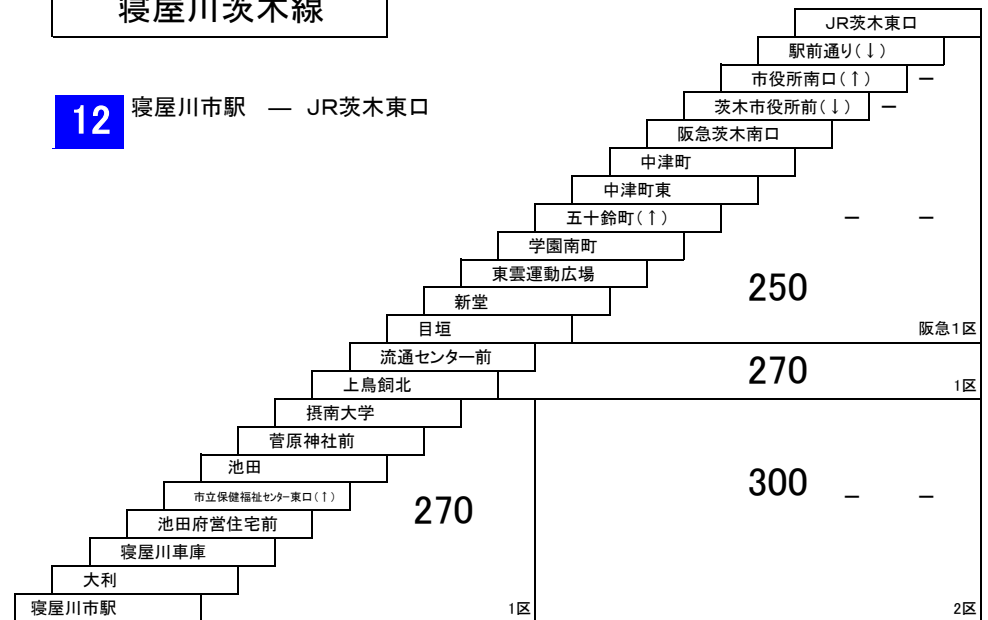 寝屋川茨木線
12 寝屋川市駅 ― JR茨木東口
JR茨木東口
駅前通り(↓)
市役所南口(↑) －
茨木市役所前(↓) －
阪急茨木南口
中津町
中津町東
五十鈴町(↑) － －
学園南町
東雲運動広場
250
新堂
目垣
阪急1区
流通センター前
270
上鳥飼北
1区
摂南大学
菅原神社前
池田
300 － －
市立保健福祉センター東口(↑)
270
池田府営住宅前
寝屋川車庫
大利
寝屋川市駅
1区
2区